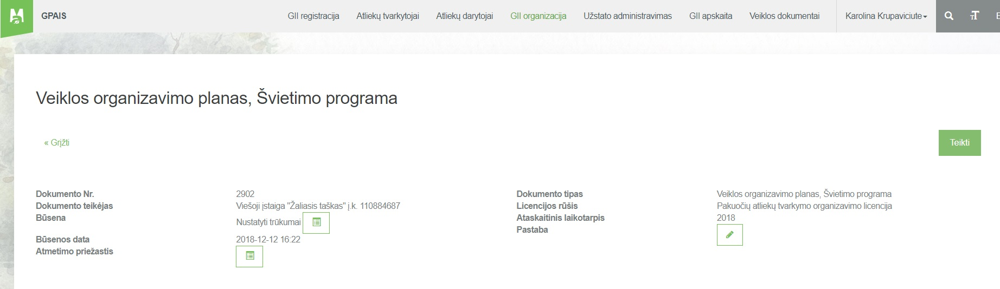 GPAIS GII registracija Atliekų tvarkytojai Atliekų darytojai GII organizacija Užstato administravimas GII apskaita Veiklos dokumentai Karolina Krupaviciute
Veiklos organizavimo planas, Švietimo programa
« Grįžti Teikti
Dokumento Nr. 2902 Dokumento tipas Veiklos organizavimo planas, Švietimo programa
Dokumento teikėjas Viešoji įstaiga "Žaliasis taškas" į.k. 110884687 Licencijos rūšis Pakuočių atliekų tvarkymo organizavimo licencija
Būsena Nustatyti trūkumai Ataskaitinis laikotarpis 2018
Pastaba
Būsenos data 2018-12-12 16:22
Atmetimo priežastis